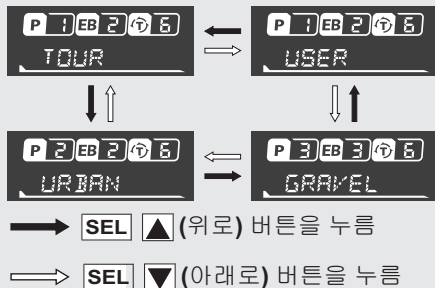 P 1 EB 2 T 6 P 1 EB 2 T 6
TOUR USER
P 2 EB 2 T 6 P 3 EB 3 T 6
URBAN GRAVEL
SEL ▲ (위로) 버튼을 누름
SEL ▼ (아래로) 버튼을 누름